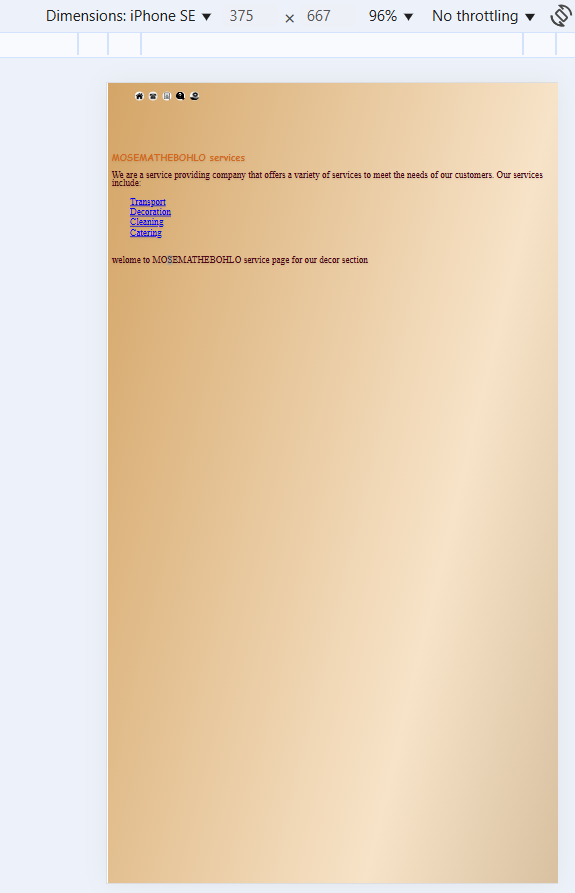 Dimensions: iPhone SE ▼ 375 × 667 96% ▼ No throttling ▼
MOSEMATHEBOHLO services
We are a service providing company that offers a variety of services to meet the needs of our customers. Our services
include:
Transport
Decoration
Cleaning
Catering
welome to MOSEMATHEBOHLO service page for our decor section